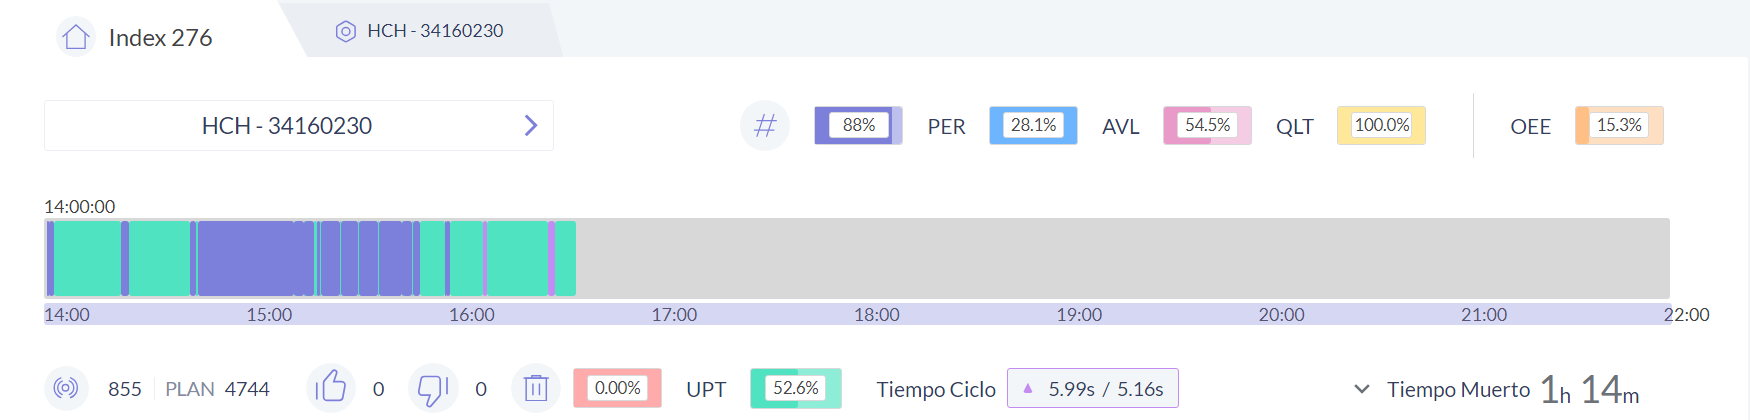 Index 276
HCH - 34160230
HCH - 34160230
# 88% PER 28.1% AVL 54.5% QLT 100.0% OEE 15.3%
14:00:00
14:00 15:00 16:00 17:00 18:00 19:00 20:00 21:00 22:00
855 PLAN 4744 0 0 0.00% UPT 52.6% Tiempo Ciclo 5.99s / 5.16s Tiempo Muerto 1h 14m